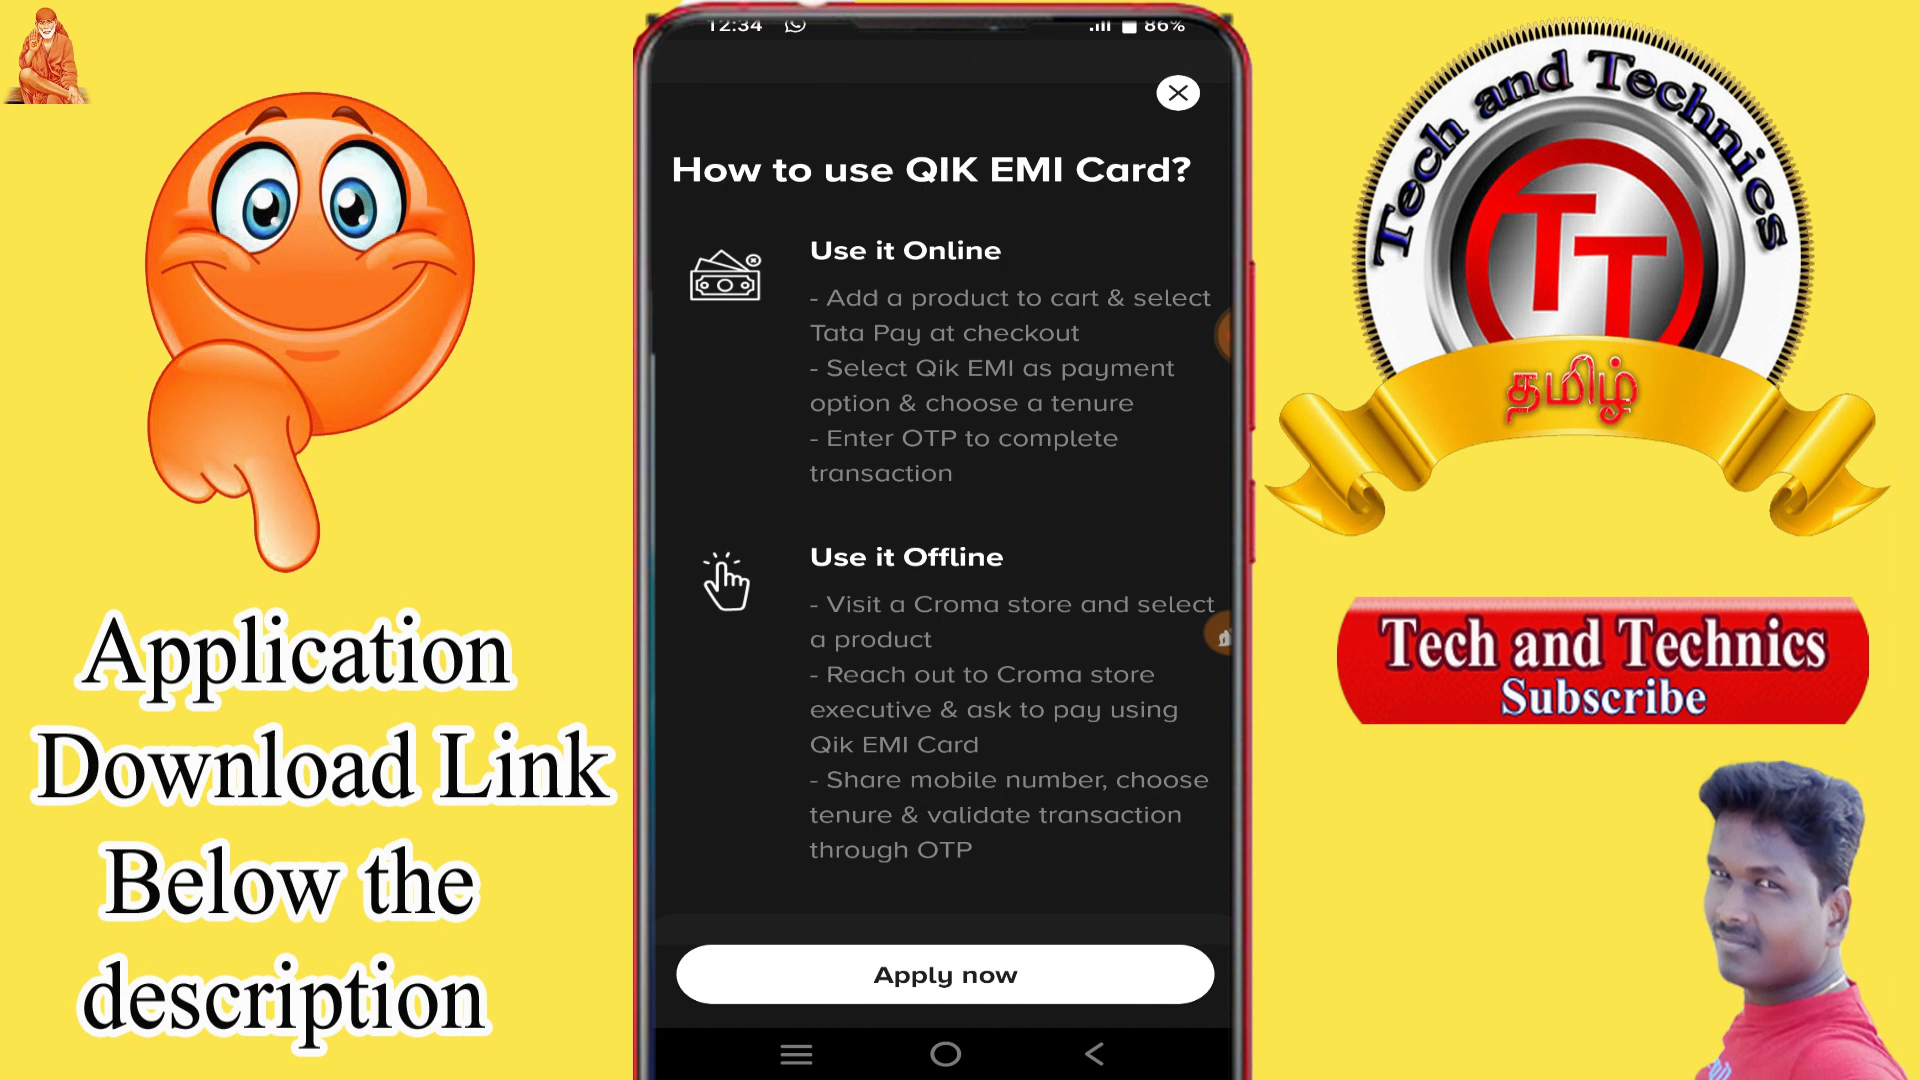 12:34
86%
How to use QIK EMI Card?
Use it Online
- Add a product to cart & select
Tata Pay at checkout
- Select Qik EMI as payment
option & choose a tenure
- Enter OTP to complete
transaction
Use it Offline
- Visit a Croma store and select
a product
- Reach out to Croma store
executive & ask to pay using
Qik EMI Card
- Share mobile number, choose
tenure & validate transaction
through OTP
Apply now
Application
Download Link
Below the
description
Tech and Technics
TT
தமிழ்
Tech and Technics
Subscribe